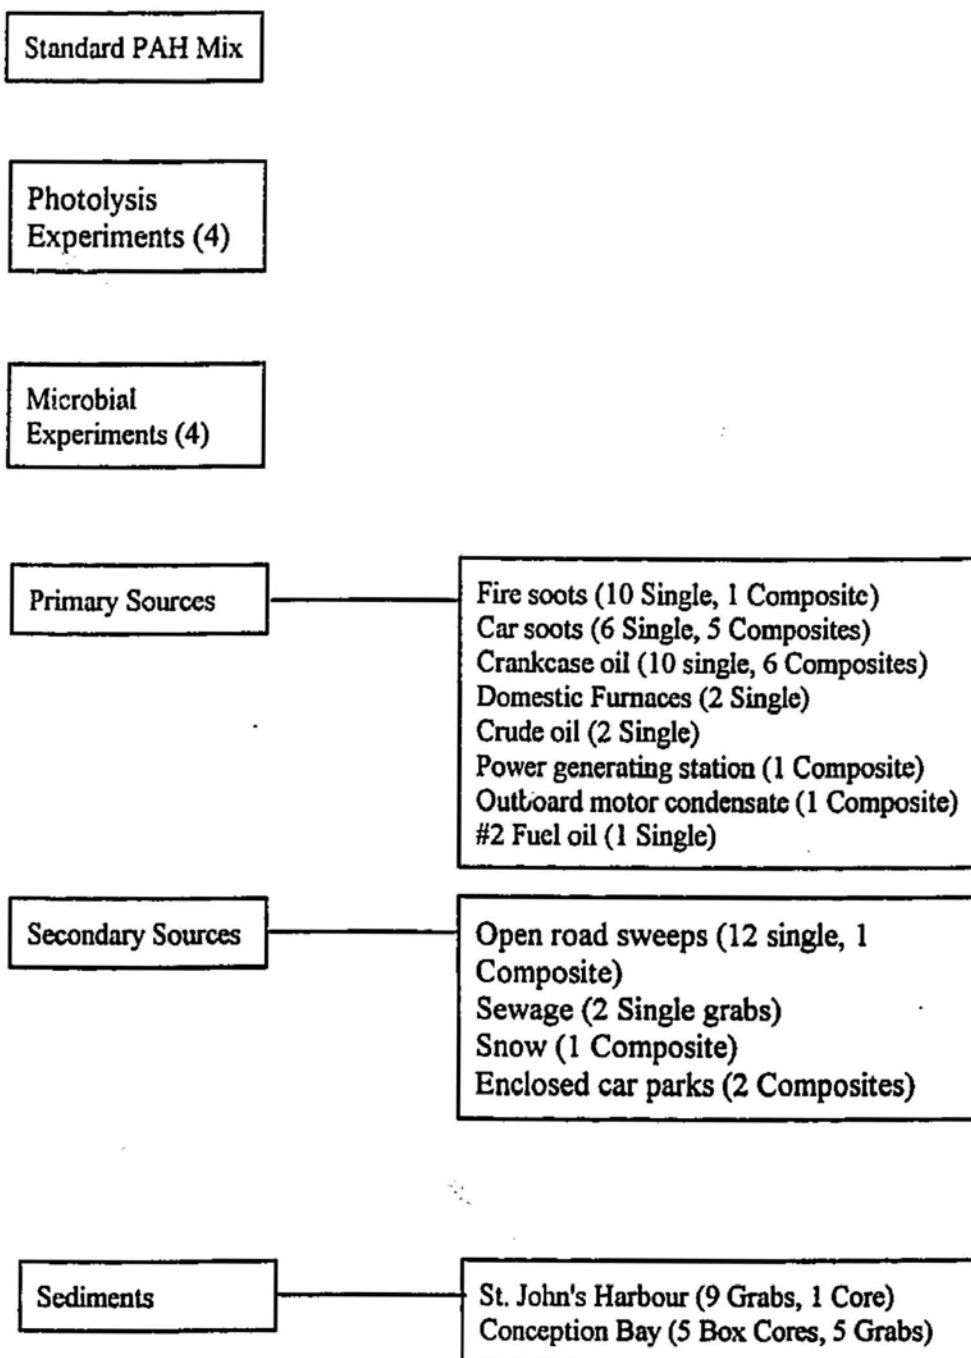 Standard PAH Mix
Photolysis
Experiments (4)
Microbial
Experiments (4)
Primary Sources
Fire soots (10 Single, 1 Composite)
Car soots (6 Single, 5 Composites)
Crankcase oil (10 single, 6 Composites)
Domestic Furnaces (2 Single)
Crude oil (2 Single)
Power generating station (1 Composite)
Outboard motor condensate (1 Composite)
#2 Fuel oil (1 Single)
Secondary Sources
Open road sweeps (12 single, 1
Composite)
Sewage (2 Single grabs)
Snow (1 Composite)
Enclosed car parks (2 Composites)
Sediments
St. John's Harbour (9 Grabs, 1 Core)
Conception Bay (5 Box Cores, 5 Grabs)